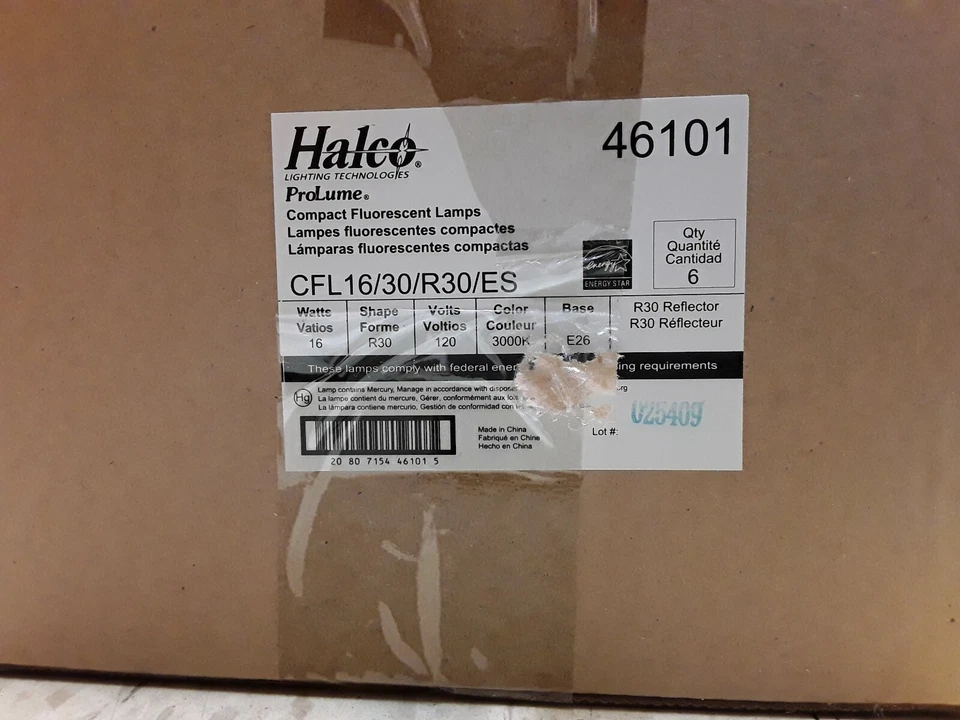 Halco®
LIGHTING TECHNOLOGIES
46101
ProLume®
Compact Fluorescent Lamps
Lampes fluorescentes compactes
Lámparas fluorescentes compactas
energy
ENERGY STAR
Qty
Quantité
Cantidad
6
CFL16/30/R30/ES
Watts
Vatios
16
Shape
Forme
R30
Volts
Voltios
120
Color
Couleur
3000K
Base
E26
R30 Reflector
R30 Réflecteur
These lamps comply with federal requirements
Hg
Lamp contains Mercury, Manage in accordance with
La lampe contient du mercure, Gérer, conformément aux lois
La lámpara contiene mercurio, Gestión de conformidad con
20 80 7154 46101 5
Made in China
Fabriqué en Chine
Hecho en China
Lot #:
025409